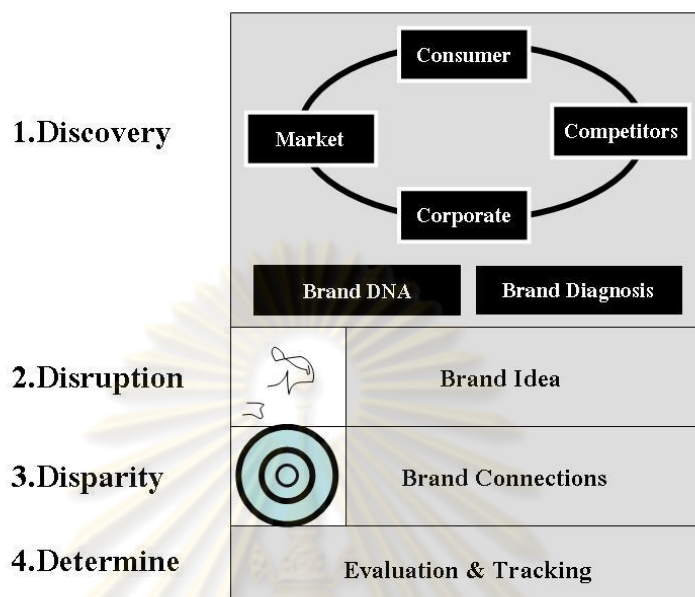 1.Discovery
Consumer
Market
Competitors
Corporate
Brand DNA
Brand Diagnosis
2.Disruption
Brand Idea
3.Disparity
Brand Connections
4.Determine
Evaluation & Tracking